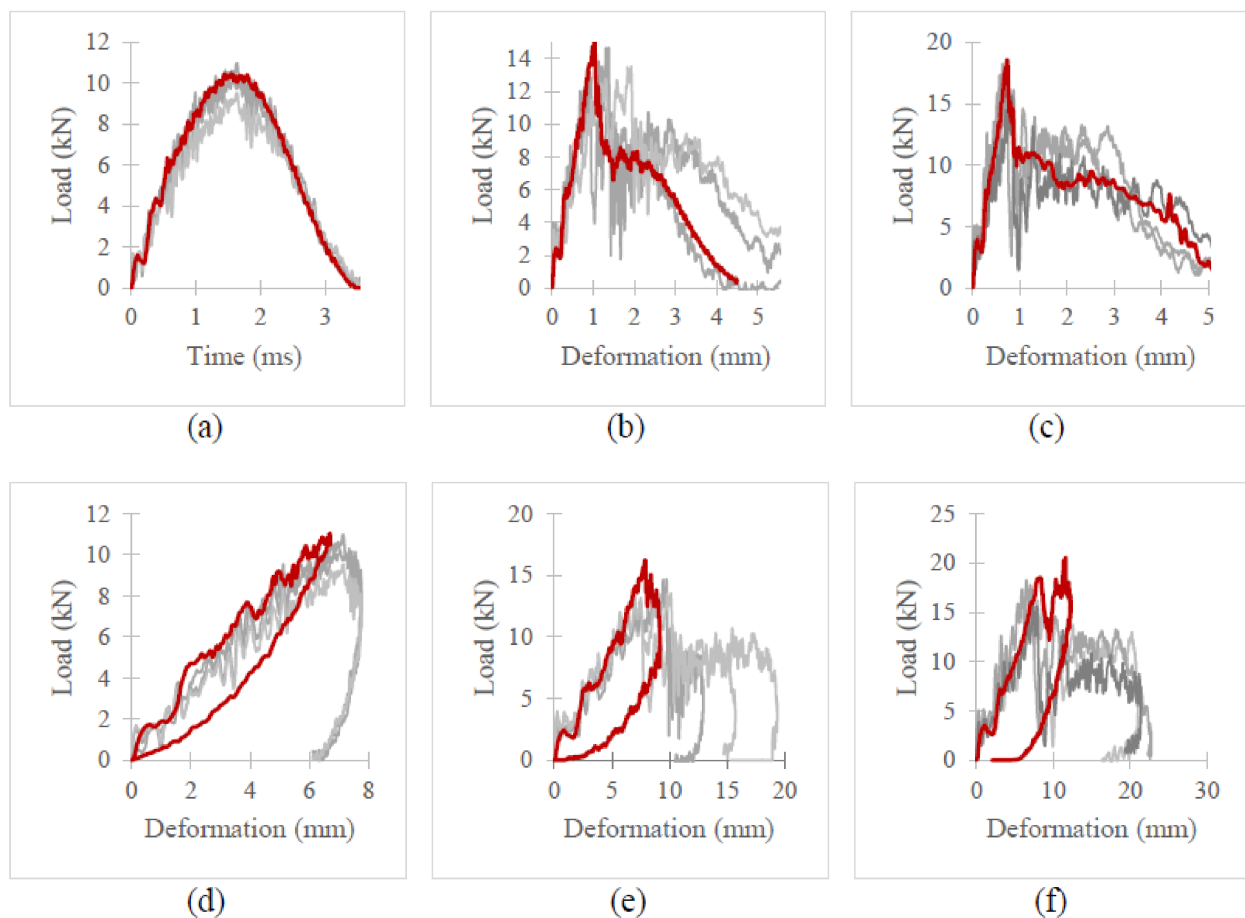 12
10
8
6
4
2
0
Load (kN)
0 1 2 3
Time (ms)
(a)
14
12
10
8
6
4
2
0
Load (kN)
0 1 2 3 4 5
Deformation (mm)
(b)
20
15
10
5
0
Load (kN)
0 1 2 3 4 5
Deformation (mm)
(c)
12
10
8
6
4
2
0
Load (kN)
0 2 4 6 8
Deformation (mm)
(d)
20
15
10
5
0
Load (kN)
0 5 10 15 20
Deformation (mm)
(e)
25
20
15
10
5
0
Load (kN)
0 10 20 30
Deformation (mm)
(f)